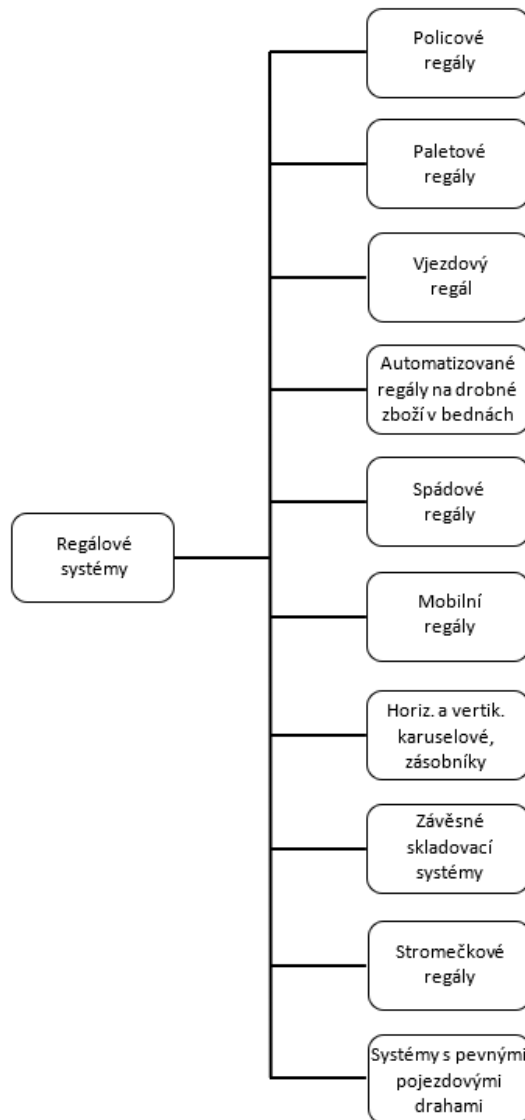 Policové
regály
Paletové
regály
Vjezdový
regál
Automatizované
regály na drobné
zboží v bednách
Spádové
regály
Regálové
systémy
Mobilní
regály
Horiz. a vertik.
karuselové,
zásobníky
Závěsné
skladovací
systémy
Stromečkové
regály
Systémy s pevnými
pojezdovými
drahami